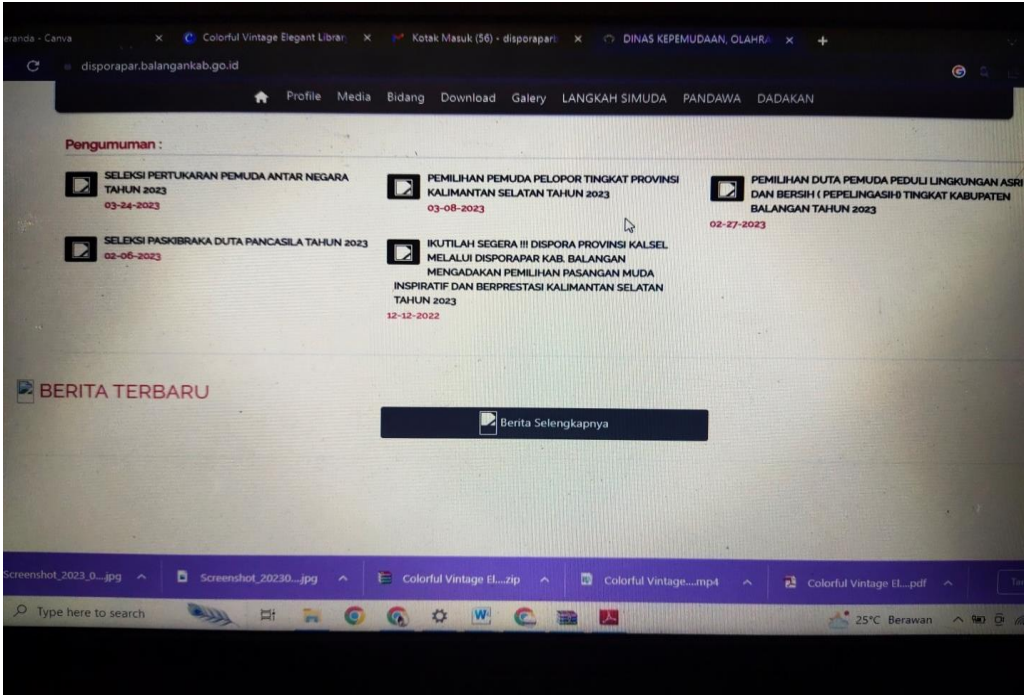 eranda - Canva
Colorful Vintage Elegant Librar
Kotak Masuk (56) - disporapar
DINAS KEPEMUDAAN, OLAHRA
disporapar.balangankab.go.id
Profile Media Bidang Download Galery LANGKAH SIMUDA PANDAWA DADAKAN
Pengumuman :
SELEKSI PERTUKARAN PEMUDA ANTAR NEGARA
TAHUN 2023
03-24-2023
PEMILIHAN PEMUDA PELOPOR TINGKAT PROVINSI
KALIMANTAN SELATAN TAHUN 2023
03-08-2023
PEMILIHAN DUTA PEMUDA PEDULI LINGKUNGAN ASRI
DAN BERSIH ( PEPELINGASIH) TINGKAT KABUPATEN
BALANGAN TAHUN 2023
02-27-2023
SELEKSI PASKIBRAKA DUTA PANCASILA TAHUN 2023
02-06-2023
IKUTILAH SEGERA !!! DISPORA PROVINSI KALSEL
MELALUI DISPORAPAR KAB. BALANGAN
MENGADAKAN PEMILIHAN PASANGAN MUDA
INSPIRATIF DAN BERPRESTASI KALIMANTAN SELATAN
TAHUN 2023
12-12-2022
BERITA TERBARU
Berita Selengkapnya
Screenshot_2023_0....jpg
Screenshot_20230....jpg
Colorful Vintage El....zip
Colorful Vintage....mp4
Colorful Vintage El....pdf
Type here to search
25°C Berawan